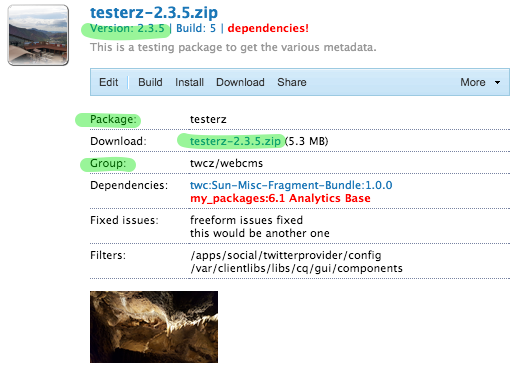 testerz-2.3.5.zip
Version: 2.3.5 | Build: 5 | dependencies!
This is a testing package to get the various metadata.
Edit Build Install Download Share More
Package: testerz
Download: testerz-2.3.5.zip (5.3 MB)
Group: twcz/webcms
Dependencies: twc:Sun-Misc-Fragment-Bundle:1.0.0
my_packages:6.1 Analytics Base
Fixed issues: freeform issues fixed
this would be another one
Filters: /apps/social/twitterprovider/config
/var/clientlibs/libs/cq/gui/components